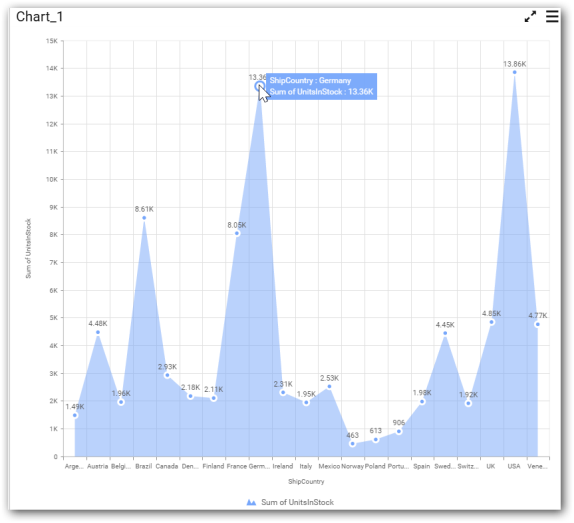 Chart_1
15K
14K
13K
12K
11K
10K
9K
8K
7K
6K
5K
4K
3K
2K
1K
0
Sum of UnitsInStock
1.49K
4.48K
1.96K
8.61K
2.93K
2.18K
2.11K
8.05K
13.36
ShipCountry : Germany
Sum of UnitsInStock : 13.36K
2.31K
1.95K
2.53K
463
613
906
1.98K
4.45K
1.92K
4.85K
13.86K
4.77K
Arge... Austria Belgi... Brazil Canada Den... Finland France Germ... Ireland Italy Mexico Norway Poland Portu... Spain Swed... Switz... UK USA Vene...
ShipCountry
Sum of UnitsInStock